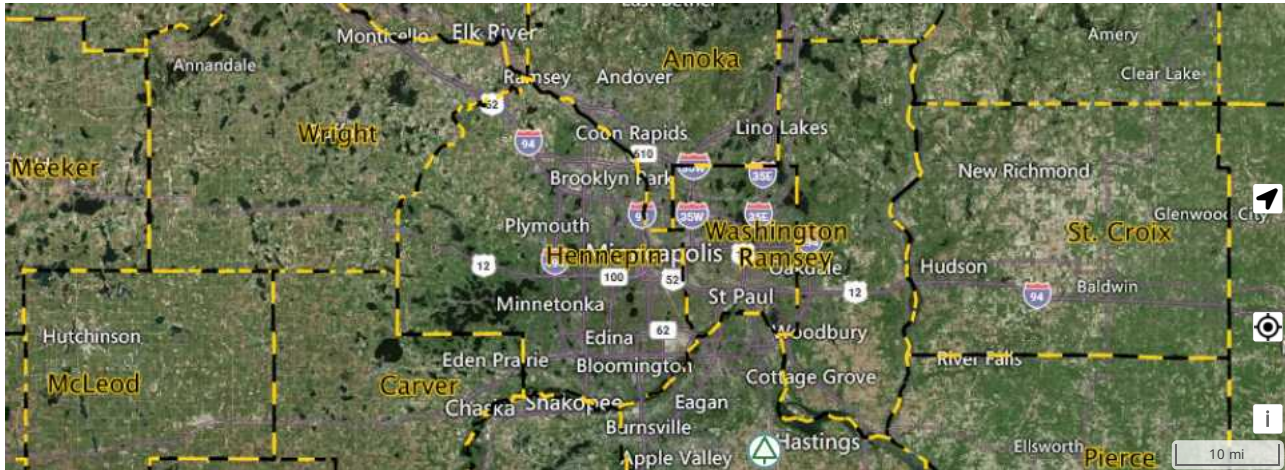 East Bethel
Monticello
Elk River
Annandale
Anoka
Amery
Ramsey
Andover
Clear Lake
52
Wright
Coon Rapids
Lino Lakes
94
610
Meeker
35W
35E
Brooklyn Park
New Richmond
35W
35E
Glenwood City
Plymouth
Washington
St. Croix
Hennepin
Ramsey
Oakdale
12
100
52
Hudson
Minnetonka
St Paul
12
94
Baldwin
Hutchinson
Edina
62
Woodbury
Eden Prairie
Bloomington
River Falls
McLeod
Carver
Cottage Grove
Chaska
Shakopee
Eagan
Burnsville
Hastings
Ellsworth
Apple Valley
Pierce
i
10 mi